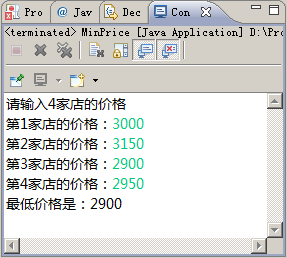 Pro
Jav
Dec
Con
<terminated> MinPrice [Java Application] D:\Pro
请输入4家店的价格
第1家店的价格：3000
第2家店的价格：3150
第3家店的价格：2900
第4家店的价格：2950
最低价格是：2900